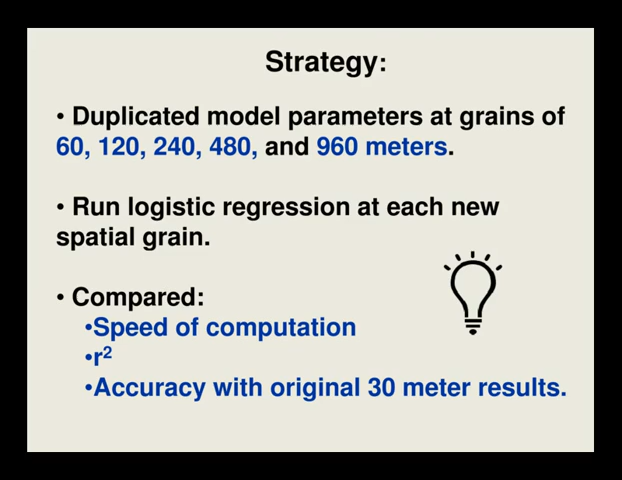 Strategy:
• Duplicated model parameters at grains of
60, 120, 240, 480, and 960 meters.
• Run logistic regression at each new
spatial grain.
• Compared:
•Speed of computation
•r²
•Accuracy with original 30 meter results.